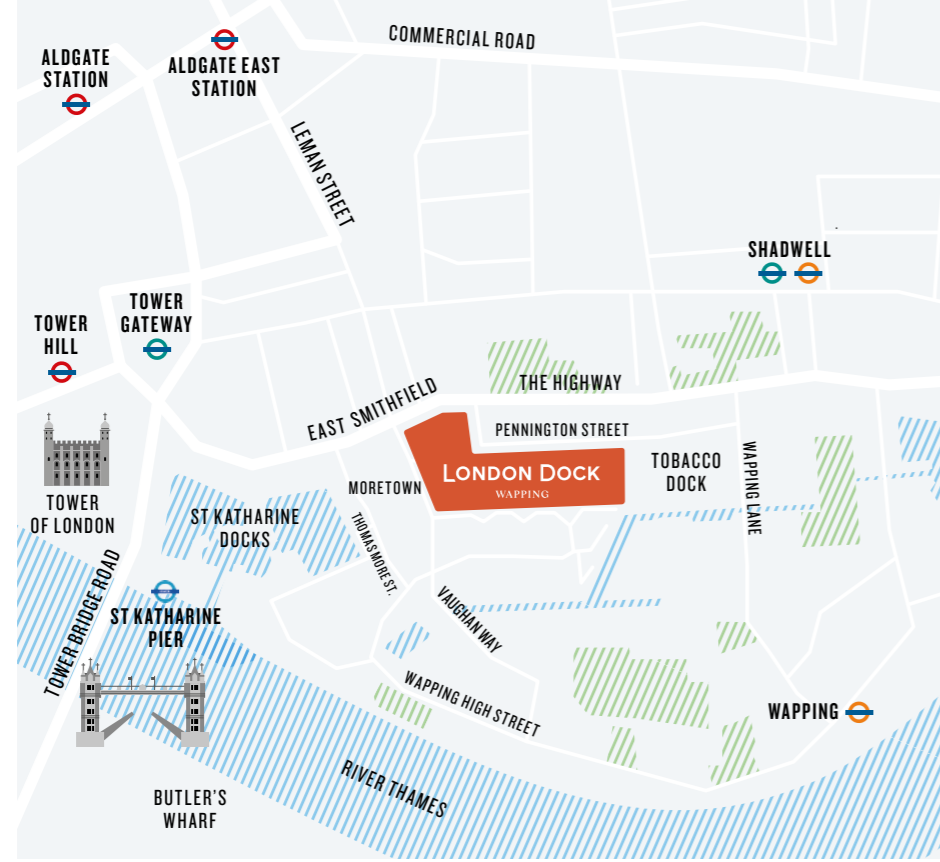 COMMERCIAL ROAD
ALDGATE
STATION
ALDGATE EAST
STATION
LEMAN STREET
SHADWELL
TOWER
GATEWAY
TOWER
HILL
THE HIGHWAY
EAST SMITHFIELD
PENNINGTON STREET
LONDON DOCK
WAPPING
TOBACCO
DOCK
WAPPING LANE
MORETOWN
TOWER
OF LONDON
ST KATHARINE
DOCKS
THOMAS MORE ST.
TOWER BRIDGE ROAD
ST KATHARINE
PIER
VAUGHAN WAY
WAPPING HIGH STREET
WAPPING
RIVER THAMES
BUTLER'S
WHARF